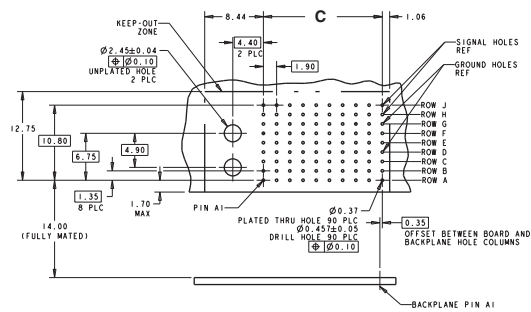 8.44
C
1.06
KEEP-OUT
ZONE
4.40
2 PLC
1.90
SIGNAL HOLES
REF
GROUND HOLES
REF
Ø2.45±0.04
⌖ Ø0.10
UNPLATED HOLE
2 PLC
12.75
10.80
6.75
4.90
1.35
8 PLC
1.70
MAX
ROW J
ROW H
ROW G
ROW F
ROW E
ROW D
ROW C
ROW B
ROW A
PIN A1
14.00
(FULLY MATED)
Ø0.37
PLATED THRU HOLE 90 PLC
Ø0.457±0.05
DRILL HOLE 90 PLC
⌖ Ø0.10
0.35
OFFSET BETWEEN BOARD AND
BACKPLANE HOLE COLUMNS
BACKPLANE PIN A1